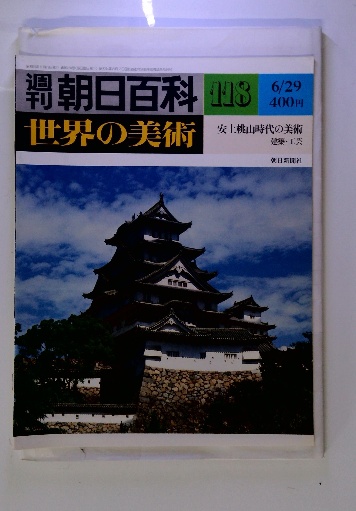 週刊 朝日百科 118 6/29
400円
世界の美術 安土桃山時代の美術
建築・工芸
朝日新聞社